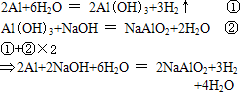 2Al+6H₂O = 2Al(OH)₃+3H₂↑ ①
Al(OH)₃+NaOH = NaAlO₂+2H₂O ②
①+②×2
⇒2Al+2NaOH+6H₂O = 2NaAlO₂+3H₂
+4H₂O